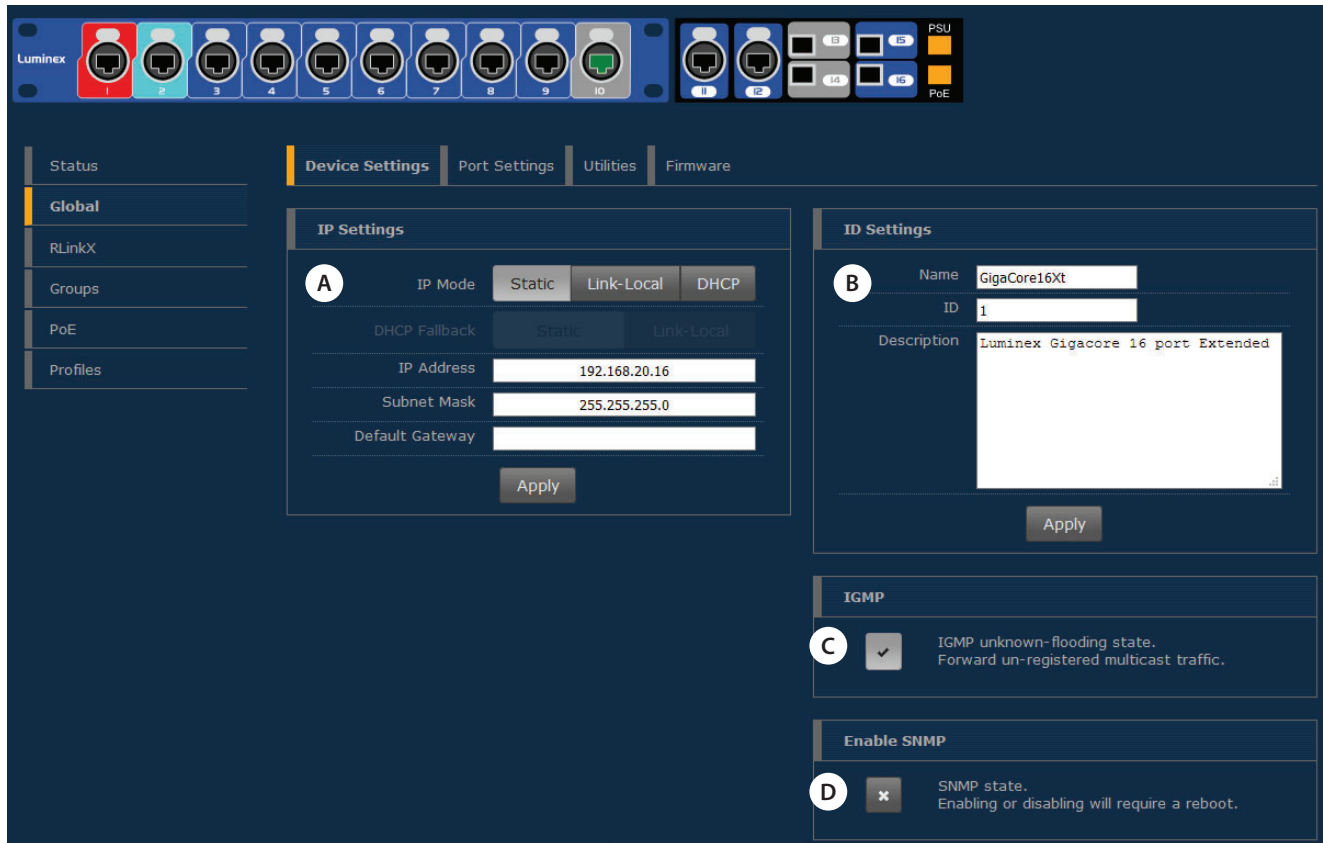 Luminex
1 2 3 4 5 6 7 8 9 10 11 12 13 15 PSU
14 16 PoE
Status
Global
RLinkX
Groups
PoE
Profiles
Device Settings Port Settings Utilities Firmware
IP Settings
A
IP Mode Static Link-Local DHCP
DHCP Fallback Static Link-Local
IP Address 192.168.20.16
Subnet Mask 255.255.255.0
Default Gateway
Apply
ID Settings
B
Name GigaCore16Xt
ID 1
Description Luminex Gigacore 16 port Extended
Apply
IGMP
C
IGMP unknown-flooding state.
Forward un-registered multicast traffic.
Enable SNMP
D
SNMP state.
Enabling or disabling will require a reboot.